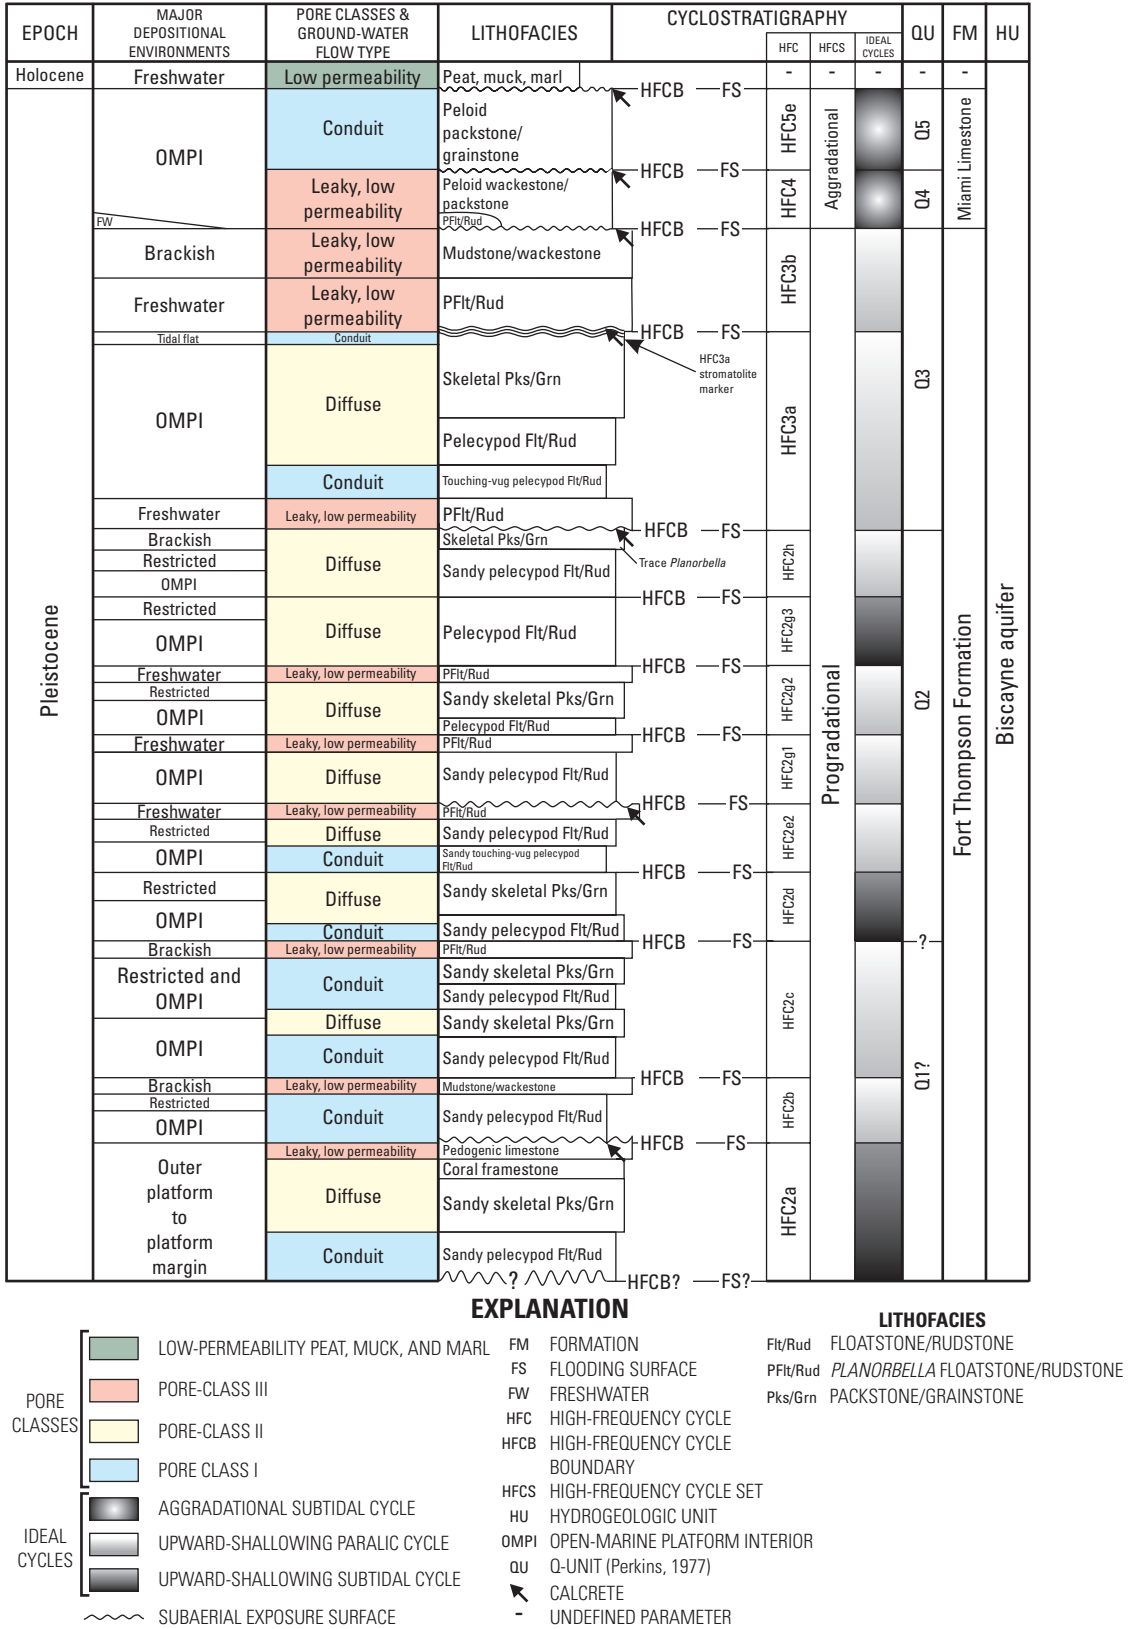 EPOCH
MAJOR
DEPOSITIONAL
ENVIRONMENTS
PORE CLASSES &
GROUND-WATER
FLOW TYPE
LITHOFACIES
CYCLOSTRATIGRAPHY
HFC
HFCS
IDEAL
CYCLES
QU
FM
HU
Holocene
Freshwater
Low permeability
Peat, muck, marl
- - - - -
HFCB — FS
Pleistocene
OMPI
Conduit
Peloid
packstone/
grainstone
HFC5e
Aggradational
Q5
Miami Limestone
Biscayne aquifer
HFCB — FS
Leaky, low
permeability
Peloid wackestone/
packstone
PFlt/Rud
FW
HFC4
Q4
HFCB — FS
Brackish
Leaky, low
permeability
Mudstone/wackestone
HFC3b
Freshwater
Leaky, low
permeability
PFlt/Rud
HFCB — FS
Tidal flat
Conduit
HFC3a
stromatolite
marker
OMPI
Diffuse
Skeletal Pks/Grn
Pelecypod Flt/Rud
HFC3a
Q3
Conduit
Touching-vug pelecypod Flt/Rud
Freshwater
Leaky, low permeability
PFlt/Rud
HFCB — FS
Progradational
Fort Thompson Formation
Brackish
Restricted
OMPI
Diffuse
Skeletal Pks/Grn
Trace Planorbella
Sandy pelecypod Flt/Rud
HFC2h
HFCB — FS
Restricted
OMPI
Diffuse
Pelecypod Flt/Rud
HFC2g3
HFCB — FS
Freshwater
Leaky, low permeability
PFlt/Rud
Restricted
OMPI
Diffuse
Sandy skeletal Pks/Grn
Pelecypod Flt/Rud
HFC2g2
Q2
HFCB — FS
Freshwater
Leaky, low permeability
PFlt/Rud
OMPI
Diffuse
Sandy pelecypod Flt/Rud
HFC2g1
HFCB — FS
Freshwater
Leaky, low permeability
PFlt/Rud
Restricted
Diffuse
Sandy pelecypod Flt/Rud
HFC2e2
OMPI
Conduit
Sandy touching-vug pelecypod
Flt/Rud
HFCB — FS
Restricted
OMPI
Diffuse
Sandy skeletal Pks/Grn
HFC2d
Conduit
Sandy pelecypod Flt/Rud
HFCB — FS
?
Brackish
Leaky, low permeability
PFlt/Rud
Restricted and
OMPI
Conduit
Sandy skeletal Pks/Grn
Sandy pelecypod Flt/Rud
HFC2c
Diffuse
Sandy skeletal Pks/Grn
OMPI
Conduit
Sandy pelecypod Flt/Rud
HFCB — FS
Q1?
Brackish
Leaky, low permeability
Mudstone/wackestone
Restricted
OMPI
Conduit
Sandy pelecypod Flt/Rud
HFC2b
HFCB — FS
Leaky, low permeability
Pedogenic limestone
Outer
platform
to
platform
margin
Coral framestone
Diffuse
Sandy skeletal Pks/Grn
HFC2a
Conduit
Sandy pelecypod Flt/Rud
?
HFCB? — FS?
EXPLANATION
PORE
CLASSES
LOW-PERMEABILITY PEAT, MUCK, AND MARL
PORE-CLASS III
PORE-CLASS II
PORE CLASS I
IDEAL
CYCLES
AGGRADATIONAL SUBTIDAL CYCLE
UPWARD-SHALLOWING PARALIC CYCLE
UPWARD-SHALLOWING SUBTIDAL CYCLE
SUBAERIAL EXPOSURE SURFACE
FM FORMATION
FS FLOODING SURFACE
FW FRESHWATER
HFC HIGH-FREQUENCY CYCLE
HFCB HIGH-FREQUENCY CYCLE
BOUNDARY
HFCS HIGH-FREQUENCY CYCLE SET
HU HYDROGEOLOGIC UNIT
OMPI OPEN-MARINE PLATFORM INTERIOR
QU Q-UNIT (Perkins, 1977)
CALCRETE
- UNDEFINED PARAMETER
LITHOFACIES
Flt/Rud FLOATSTONE/RUDSTONE
PFlt/Rud PLANORBELLA FLOATSTONE/RUDSTONE
Pks/Grn PACKSTONE/GRAINSTONE